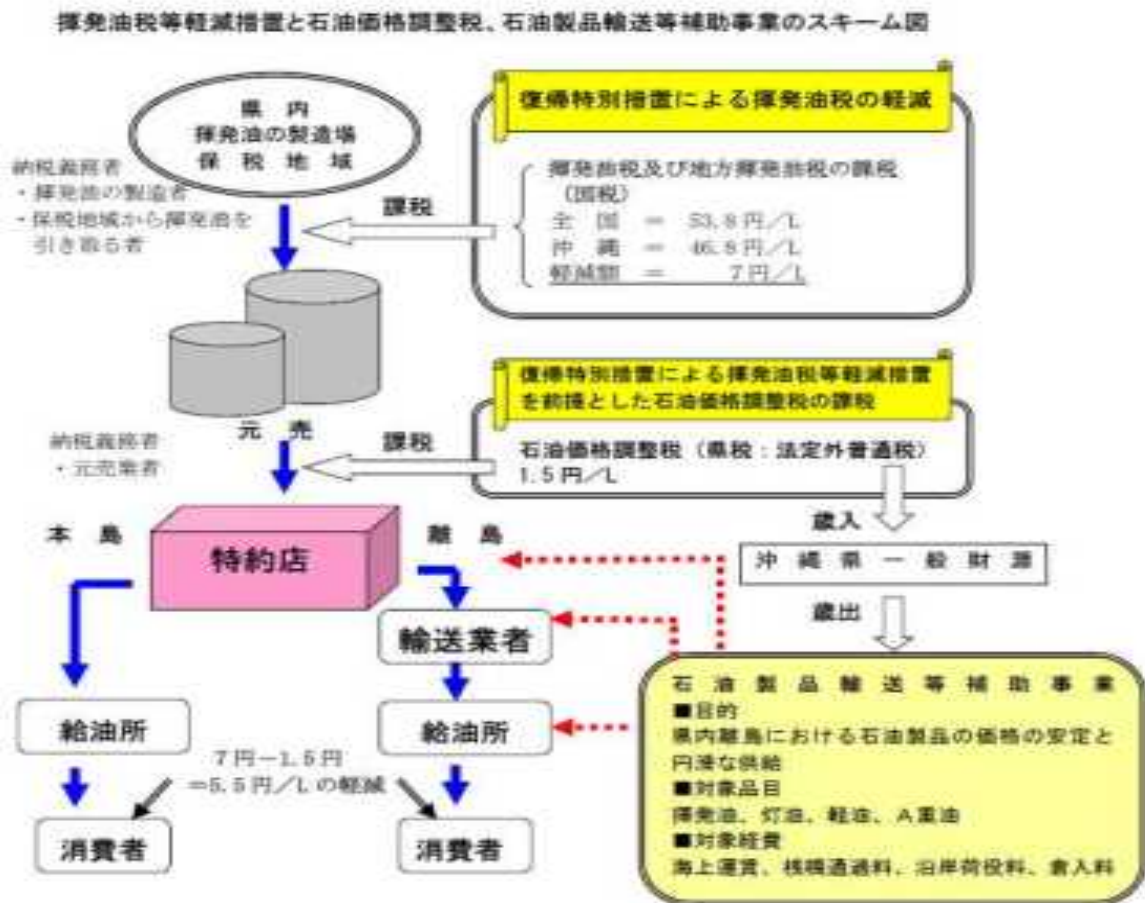 揮発油税等軽減措置と石油価格調整税、石油製品輸送等補助事業のスキーム図
県内
揮発油の製造場
保税地域
納税義務者
・揮発油の製造者
・保税地域から揮発油を
引き取る者
課税
復帰特別措置による揮発油税の軽減
揮発油税及び地方揮発油税の課税
(国税)
全国 = 53.8円/L
沖縄 = 46.8円/L
軽減額 = 7円/L
元売
納税義務者
・元売業者
課税
復帰特別措置による揮発油税等軽減措置
を前提とした石油価格調整税の課税
石油価格調整税(県税:法定外普通税)
1.5円/L
歳入
沖縄県一般財源
歳出
本島
特約店
離島
輸送業者
給油所
給油所
7円-1.5円
=5.5円/Lの軽減
消費者
消費者
石油製品輸送等補助事業
■目的
県内離島における石油製品の価格の安定と
円滑な供給
■対象品目
揮発油、灯油、軽油、A重油
■対象経費
海上運賃、桟橋通過料、沿岸荷役料、倉入料